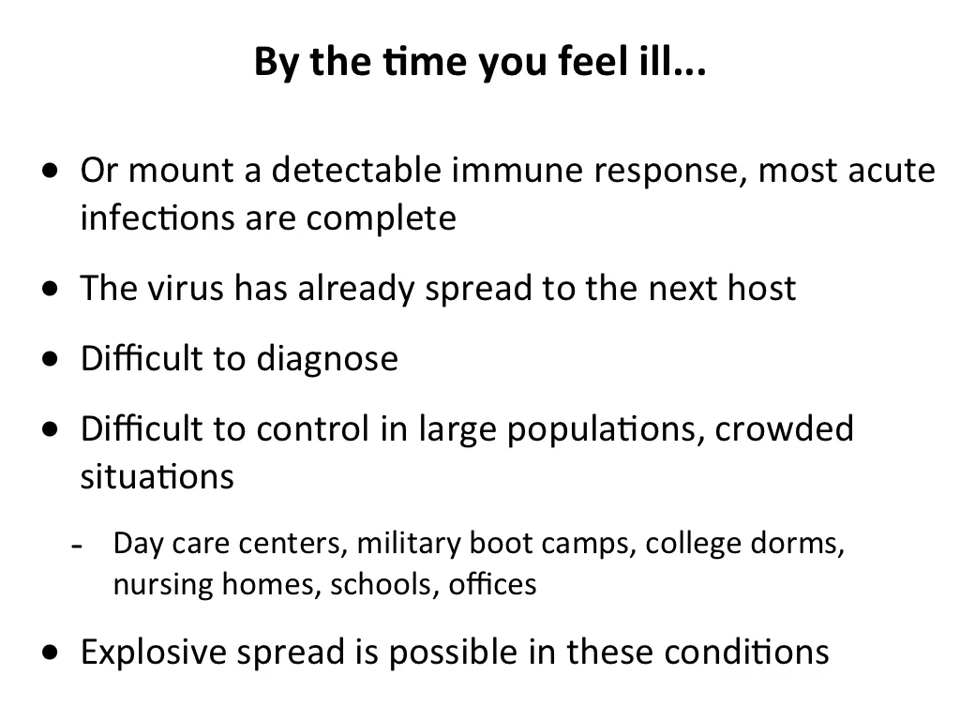 By the time you feel ill...
● Or mount a detectable immune response, most acute
infections are complete
● The virus has already spread to the next host
● Difficult to diagnose
● Difficult to control in large populations, crowded
situations
- Day care centers, military boot camps, college dorms,
nursing homes, schools, offices
● Explosive spread is possible in these conditions